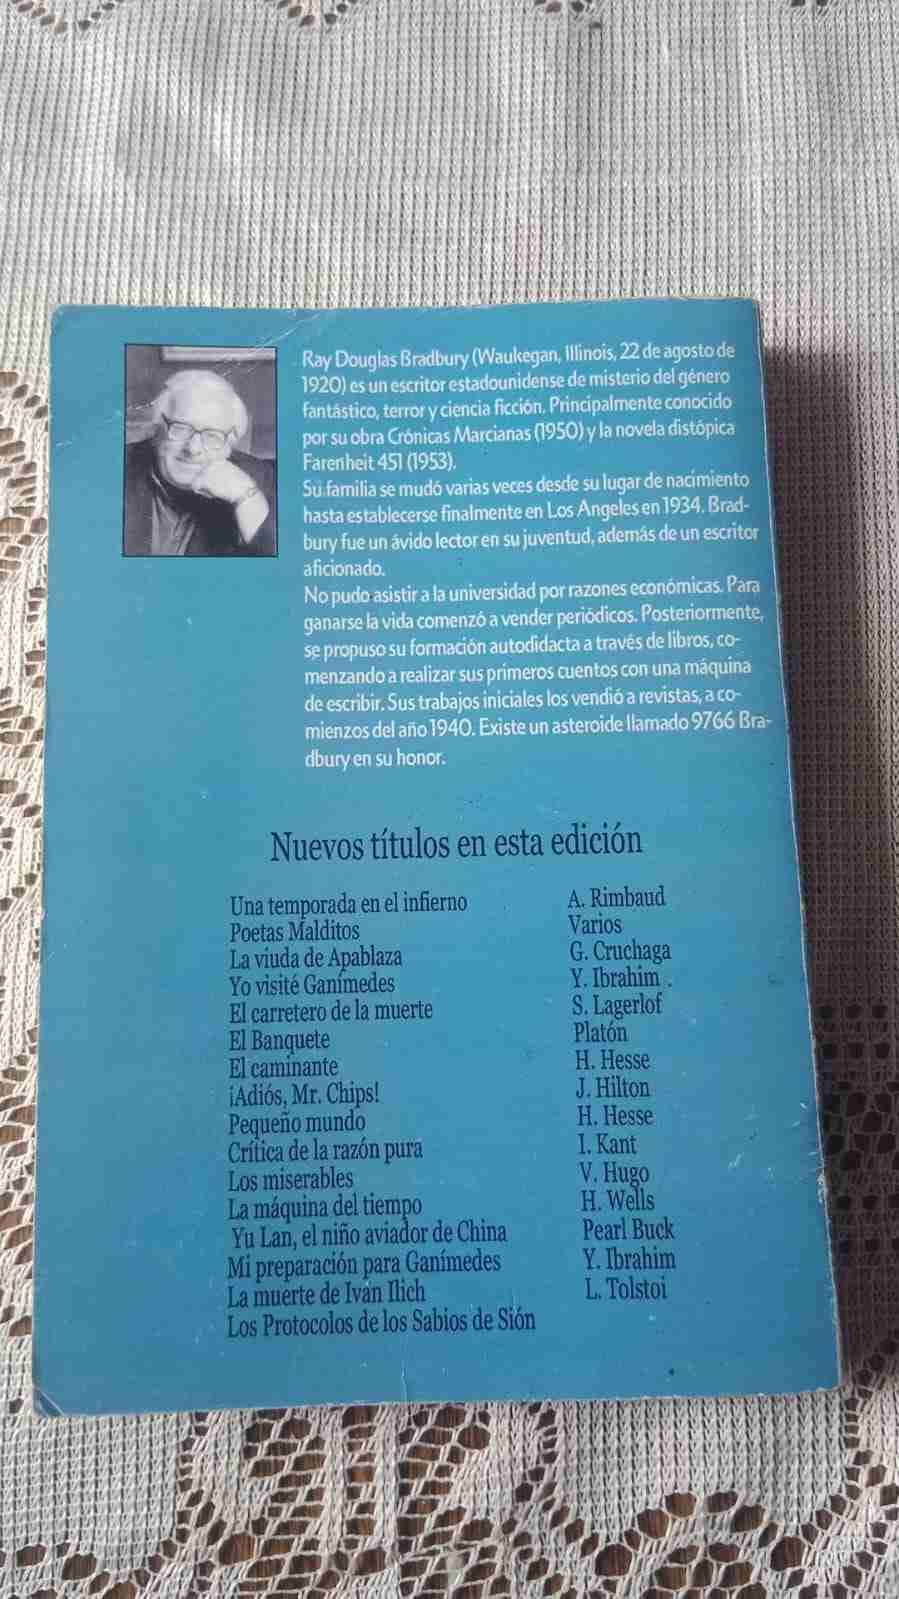 Ray Douglas Bradbury (Waukegan, Illinois, 22 de agosto de
1920) es un escritor estadounidense de misterio del género
fantástico, terror y ciencia ficción. Principalmente conocido
por su obra Crónicas Marcianas (1950) y la novela distópica
Farenheit 451 (1953).
Su familia se mudó varias veces desde su lugar de nacimiento
hasta establecerse finalmente en Los Angeles en 1934. Brad-
bury fue un ávido lector en su juventud, además de un escritor
aficionado.
No pudo asistir a la universidad por razones económicas. Para
ganarse la vida comenzó a vender periódicos. Posteriormente,
se propuso su formación autodidacta a través de libros, co-
menzando a realizar sus primeros cuentos con una máquina
de escribir. Sus trabajos iniciales los vendió a revistas, a co-
mienzos del año 1940. Existe un asteroide llamado 9766 Bra-
dbury en su honor.
Nuevos títulos en esta edición
Una temporada en el infierno A. Rimbaud
Poetas Malditos Varios
La viuda de Apablaza G. Cruchaga
Yo visité Ganímedes Y. Ibrahim
El carretero de la muerte S. Lagerlof
El Banquete Platón
El caminante H. Hesse
¡Adiós, Mr. Chips! J. Hilton
Pequeño mundo H. Hesse
Crítica de la razón pura I. Kant
Los miserables V. Hugo
La máquina del tiempo H. Wells
Yu Lan, el niño aviador de China Pearl Buck
Mi preparación para Ganímedes Y. Ibrahim
La muerte de Iván Ilich L. Tolstoi
Los Protocolos de los Sabios de Sión